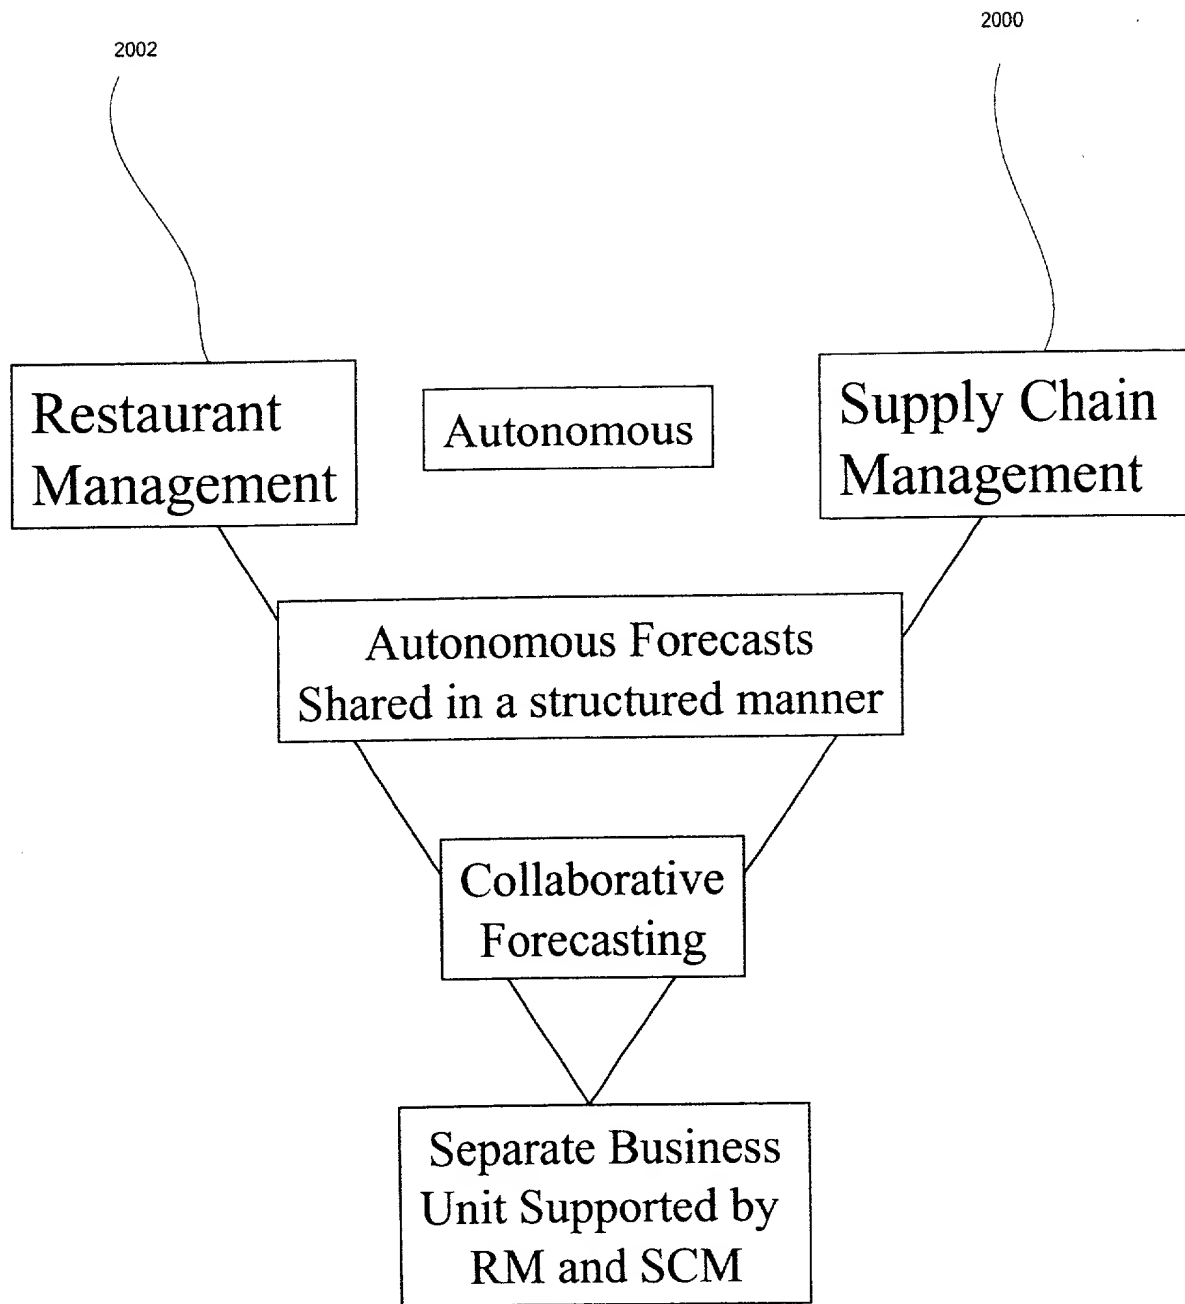 2002
2000
Restaurant
Management
Autonomous
Supply Chain
Management
Autonomous Forecasts
Shared in a structured manner
Collaborative
Forecasting
Separate Business
Unit Supported by
RM and SCM